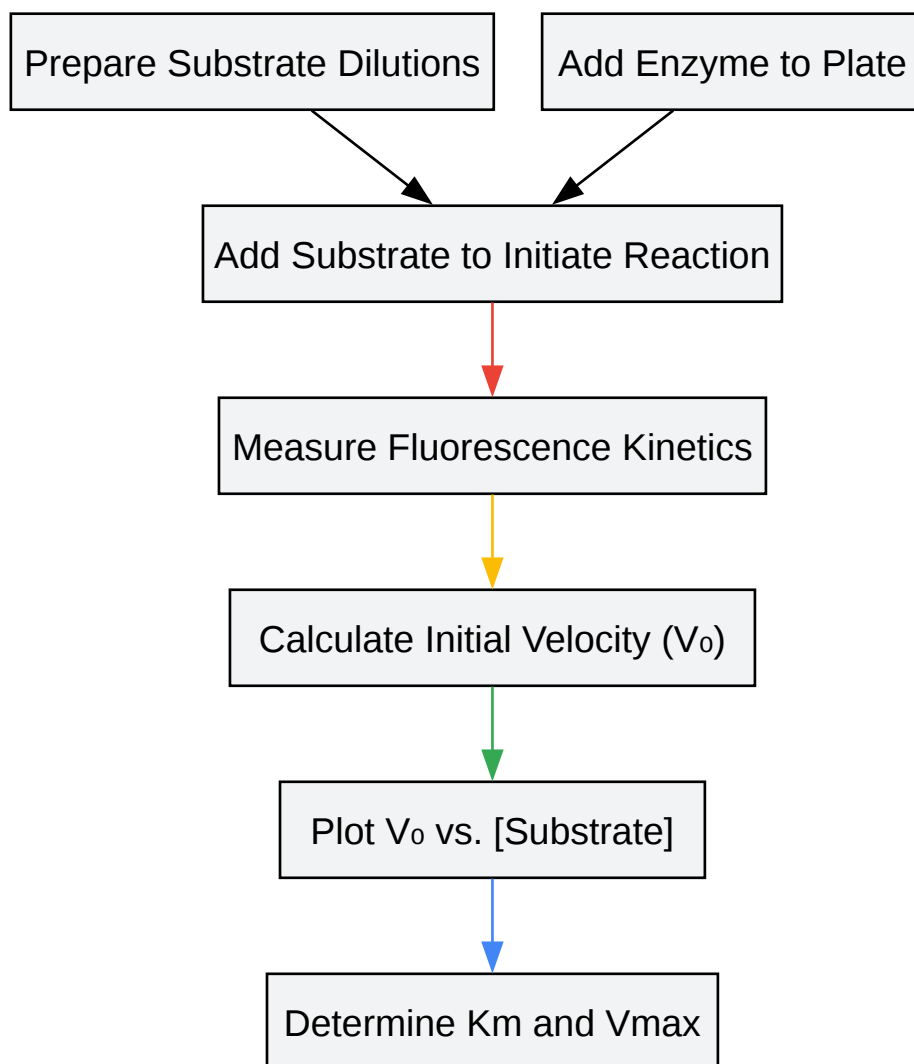 Prepare Substrate Dilutions
Add Enzyme to Plate
Add Substrate to Initiate Reaction
Measure Fluorescence Kinetics
Calculate Initial Velocity (V₀)
Plot V₀ vs. [Substrate]
Determine Km and Vmax